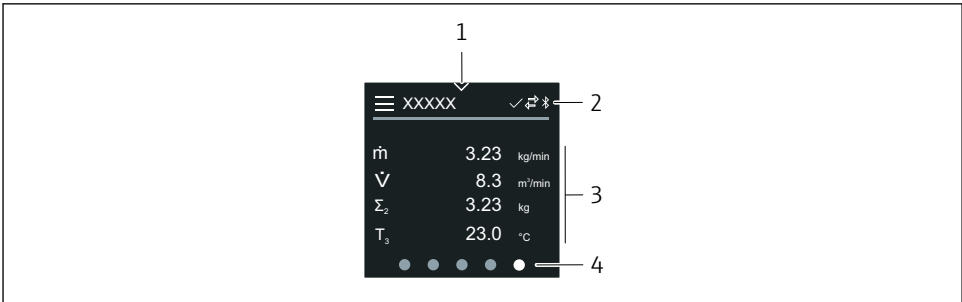 1
XXXXX
2
ṁ 3.23 kg/min
V̇ 8.3 m³/min
Σ₂ 3.23 kg
T₃ 23.0 °C
3
4